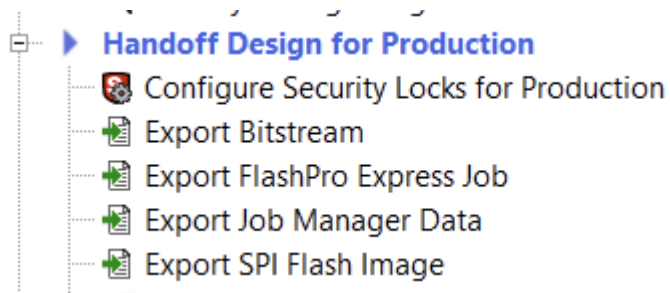 Handoff Design for Production
Configure Security Locks for Production
Export Bitstream
Export FlashPro Express Job
Export Job Manager Data
Export SPI Flash Image